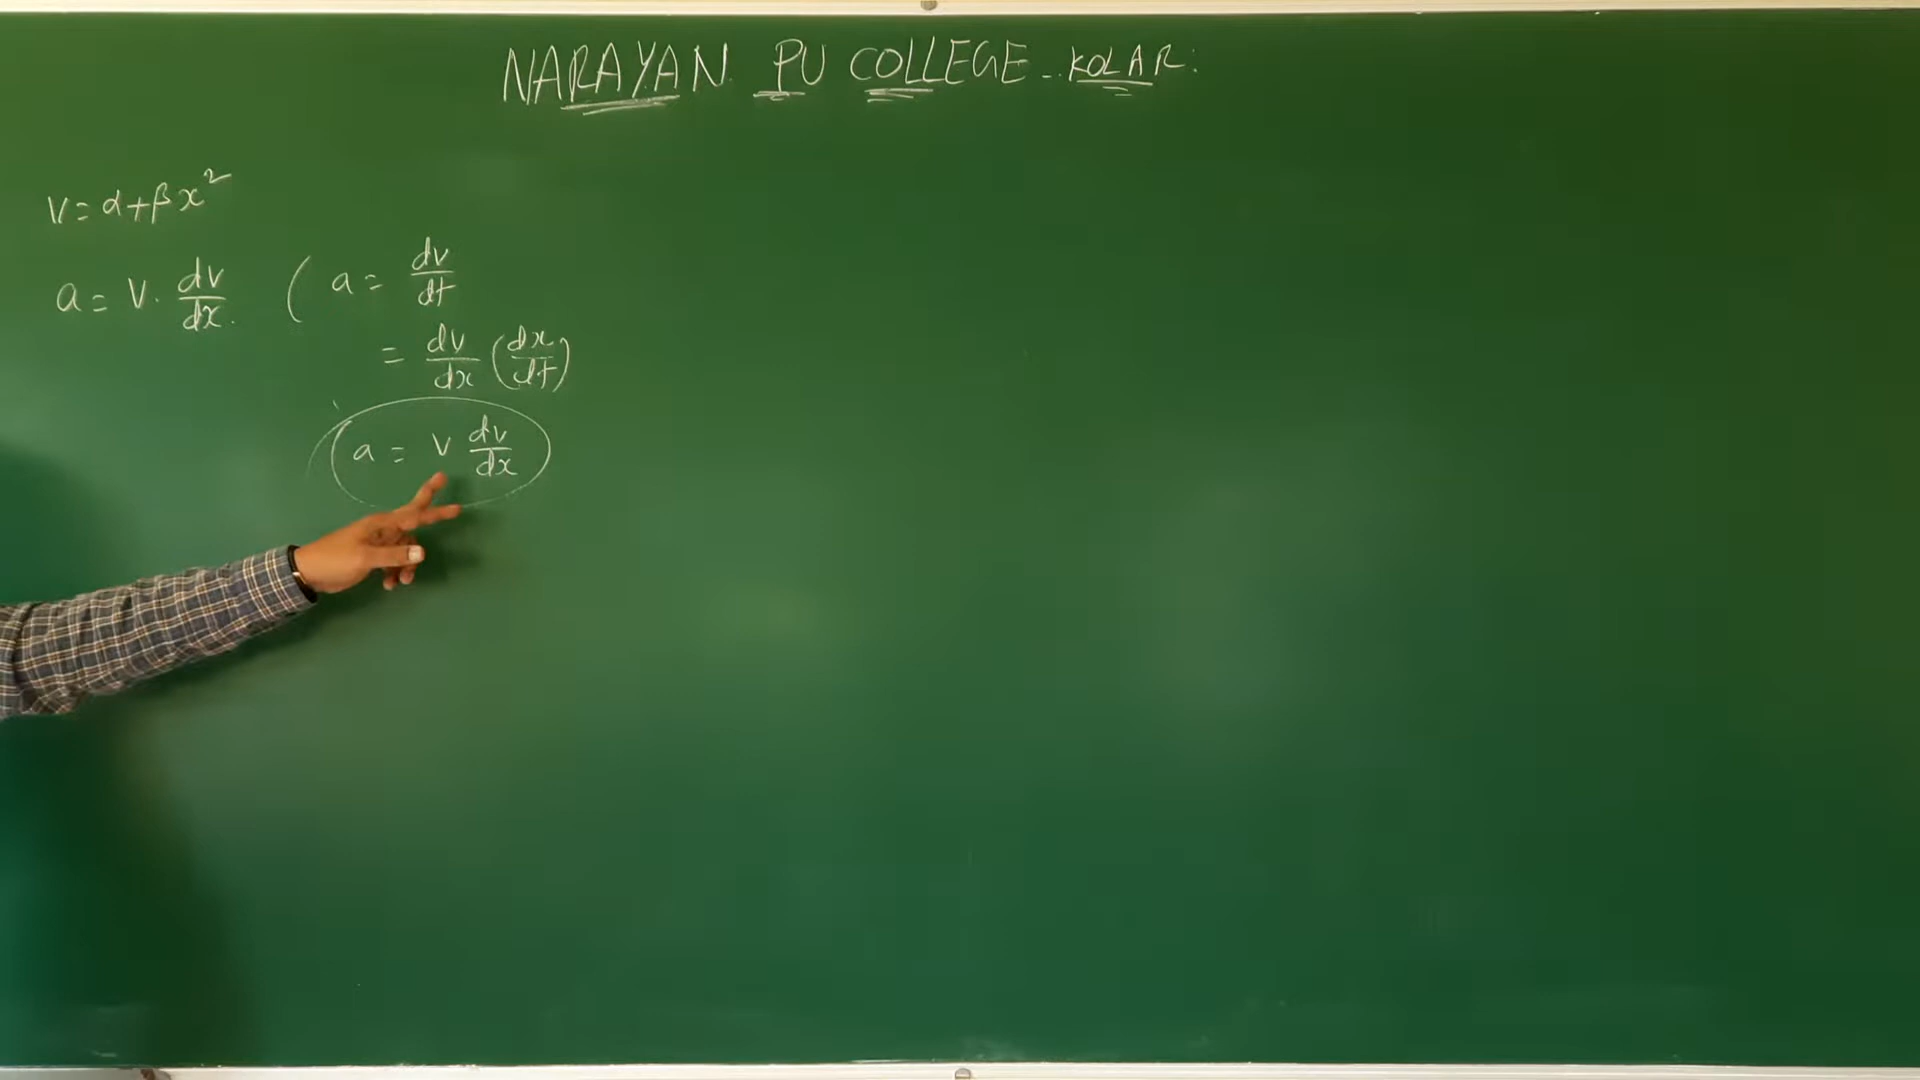 NARAYAN PU COLLEGE - KOLAR:
V = α + βx²
a = V. dv/dx ( a = dv/dt
= dv/dx (dx/dt)
a = v dv/dx